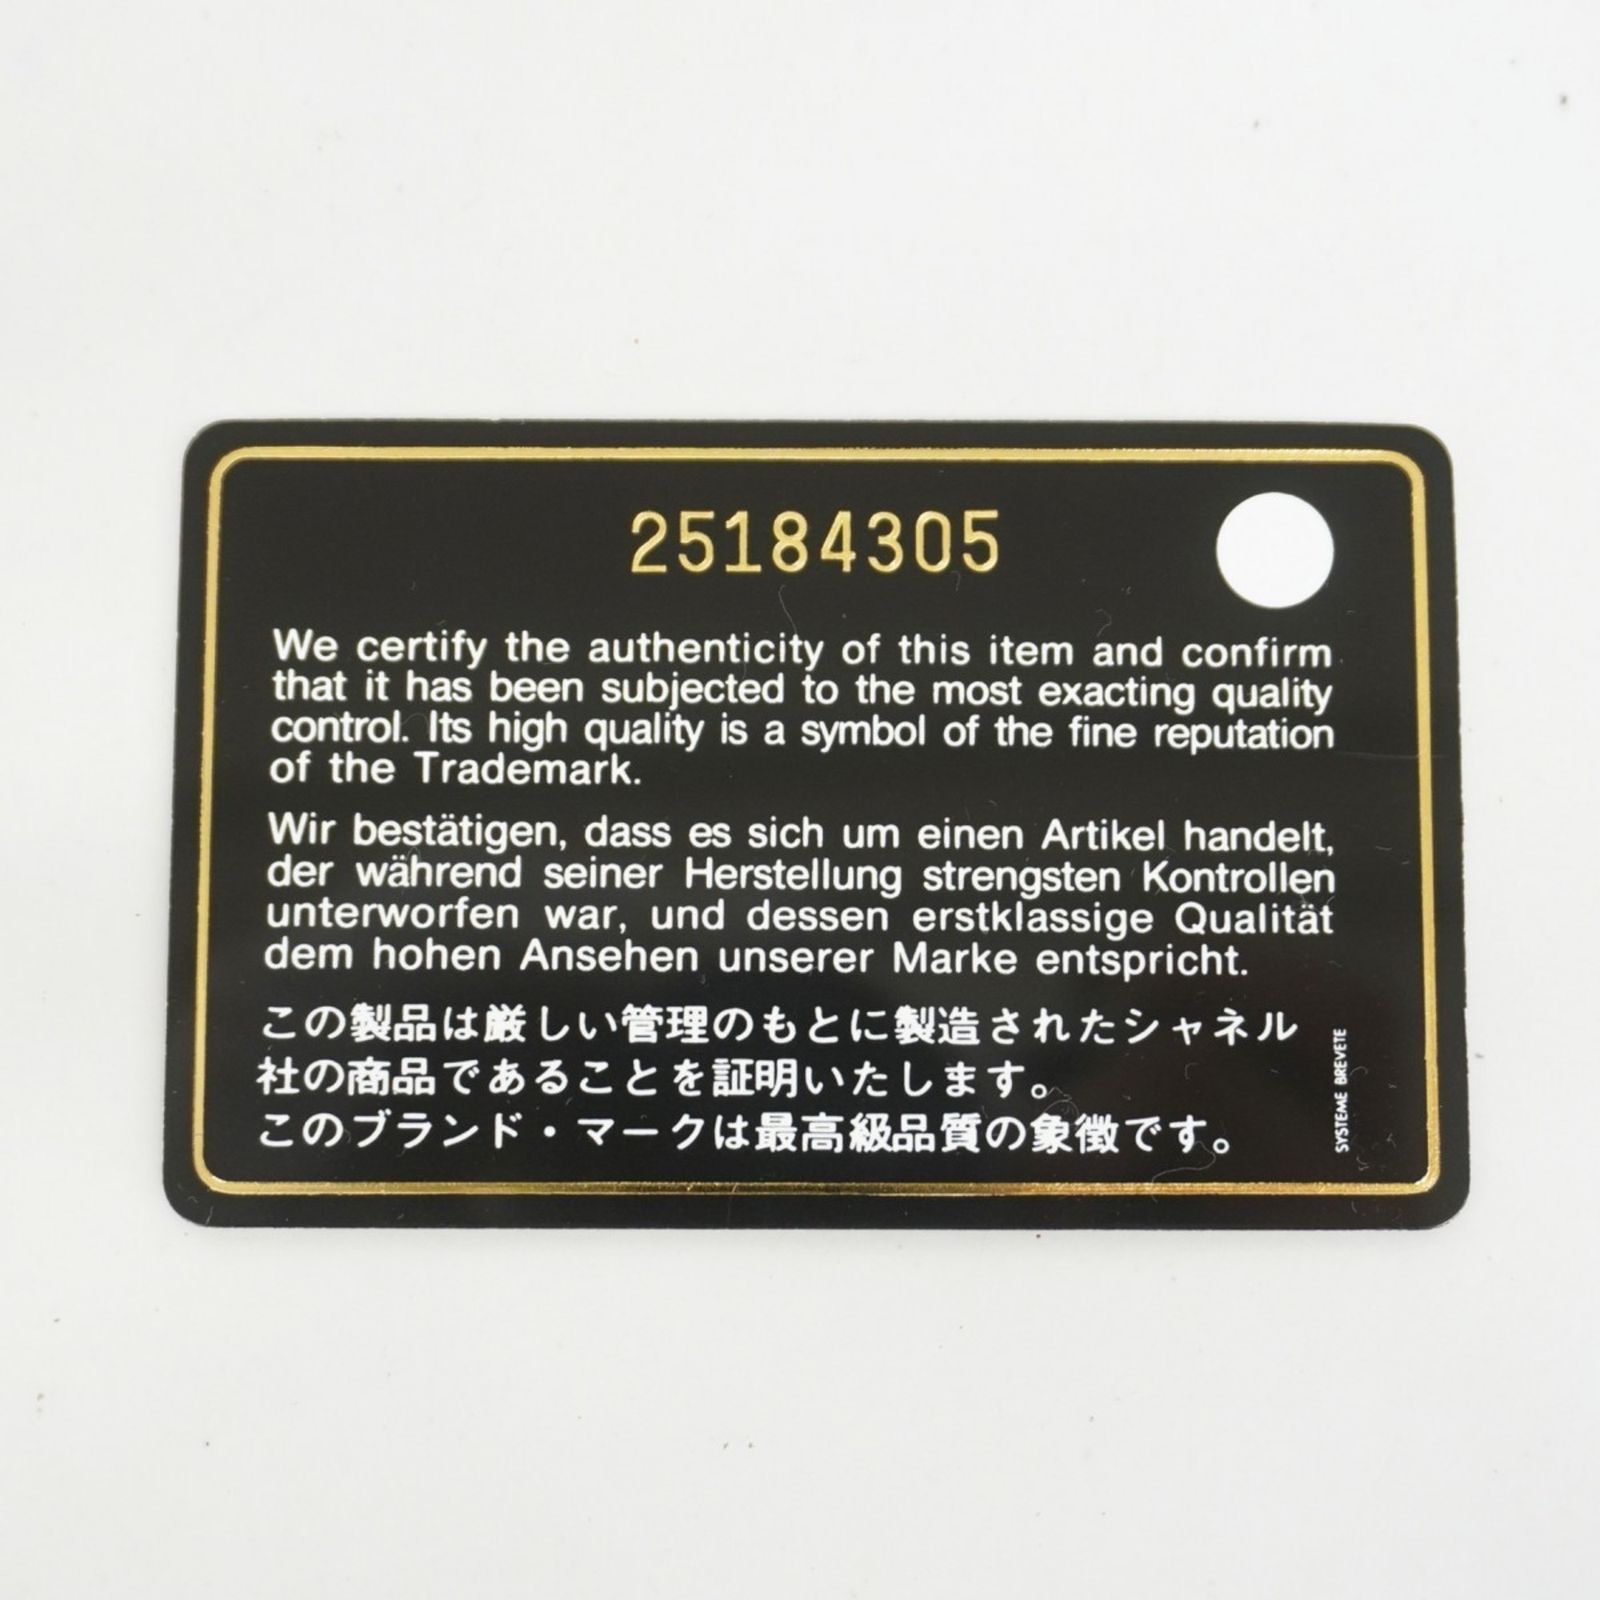 25184305
We certify the authenticity of this item and confirm
that it has been subjected to the most exacting quality
control. Its high quality is a symbol of the fine reputation
of the Trademark.
Wir bestätigen, dass es sich um einen Artikel handelt,
der während seiner Herstellung strengsten Kontrollen
unterworfen war, und dessen erstklassige Qualität
dem hohen Ansehen unserer Marke entspricht.
この製品は厳しい管理のもとに製造されたシャネル
社の商品であることを証明いたします。
このブランド・マークは最高級品質の象徴です。
SYSTEME BREVETE